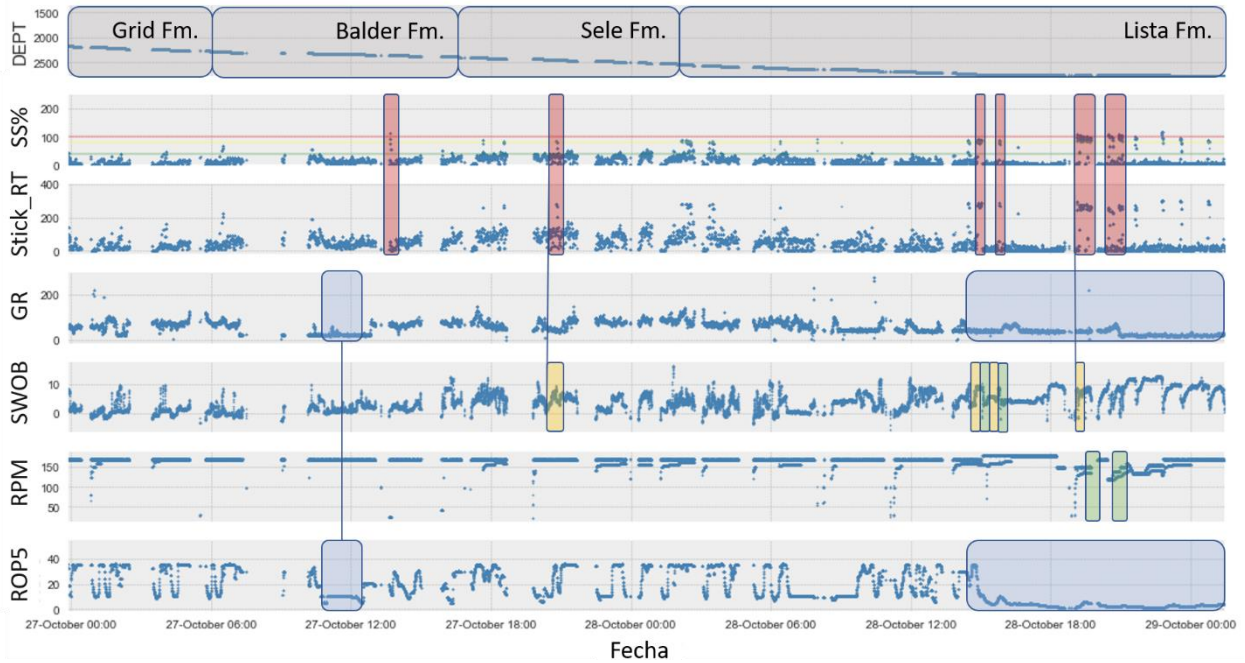 1500
2000
2500
DEPT
Grid Fm.
Balder Fm.
Sele Fm.
Lista Fm.
200
100
0
SS%
400
200
0
Stick_RT
200
0
GR
10
0
SWOB
150
100
50
RPM
40
20
0
ROP5
27-October 00:00
27-October 06:00
27-October 12:00
27-October 18:00
28-October 00:00
28-October 06:00
28-October 12:00
28-October 18:00
29-October 00:00
Fecha